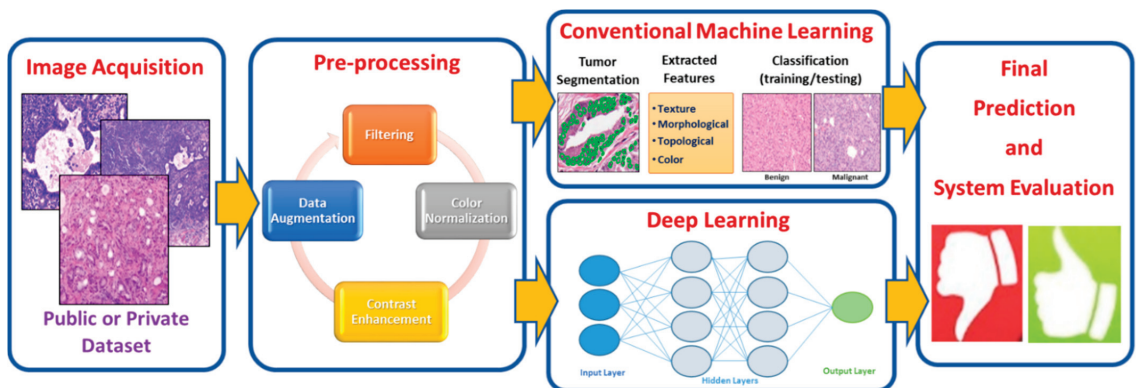 Image Acquisition
Public or Private
Dataset
Pre-processing
Filtering
Color
Normalization
Contrast
Enhancement
Data
Augmentation
Conventional Machine Learning
Tumor
Segmentation
Extracted
Features
• Texture
• Morphological
• Topological
• Color
Classification
(training/testing)
Benign
Malignant
Deep Learning
Input Layer
Hidden Layers
Output Layer
Final
Prediction
and
System Evaluation